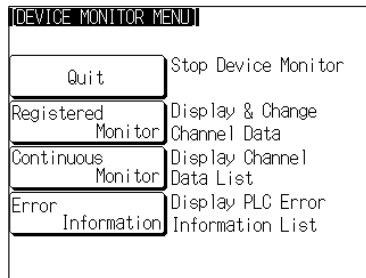 [DEVICE MONITOR MENU]
Quit
Stop Device Monitor
Registered
Monitor
Display & Change
Channel Data
Continuous
Monitor
Display Channel
Data List
Error
Information
Display PLC Error
Information List